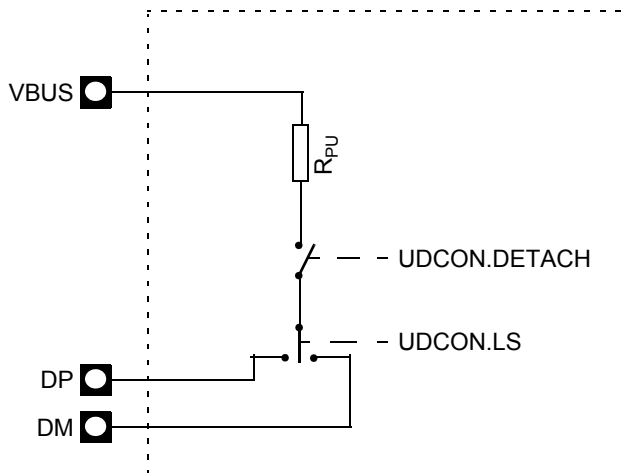 VBUS
RPU
UDCON.DETACH
UDCON.LS
DP
DM